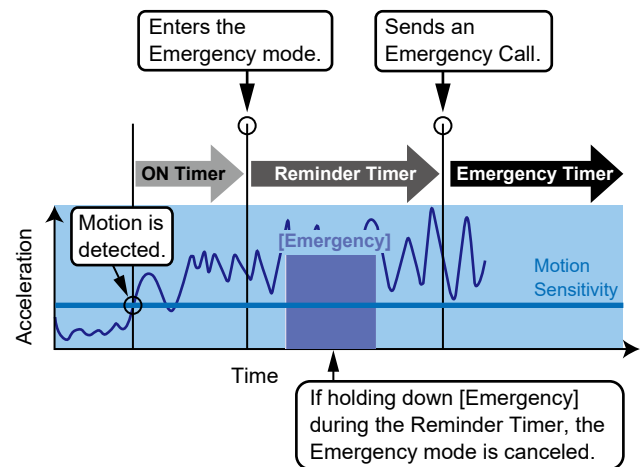 Enters the
Emergency mode.
Sends an
Emergency Call.
ON Timer
Reminder Timer
Emergency Timer
Motion is
detected.
[Emergency]
Motion
Sensitivity
Acceleration
Time
If holding down [Emergency]
during the Reminder Timer, the
Emergency mode is canceled.